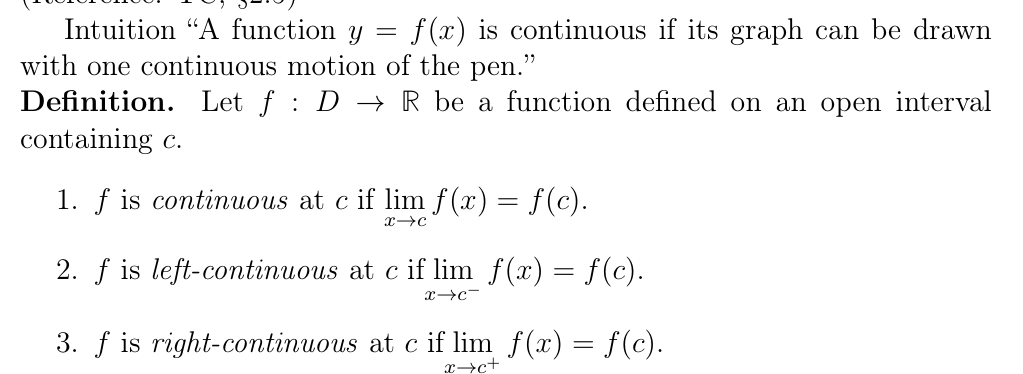 Intuition “A function y = f(x) is continuous if its graph can be drawn
with one continuous motion of the pen.”
Definition. Let f : D → ℝ be a function defined on an open interval
containing c.
1. f is continuous at c if lim_{x→c} f(x) = f(c).
2. f is left-continuous at c if lim_{x→c⁻} f(x) = f(c).
3. f is right-continuous at c if lim_{x→c⁺} f(x) = f(c).